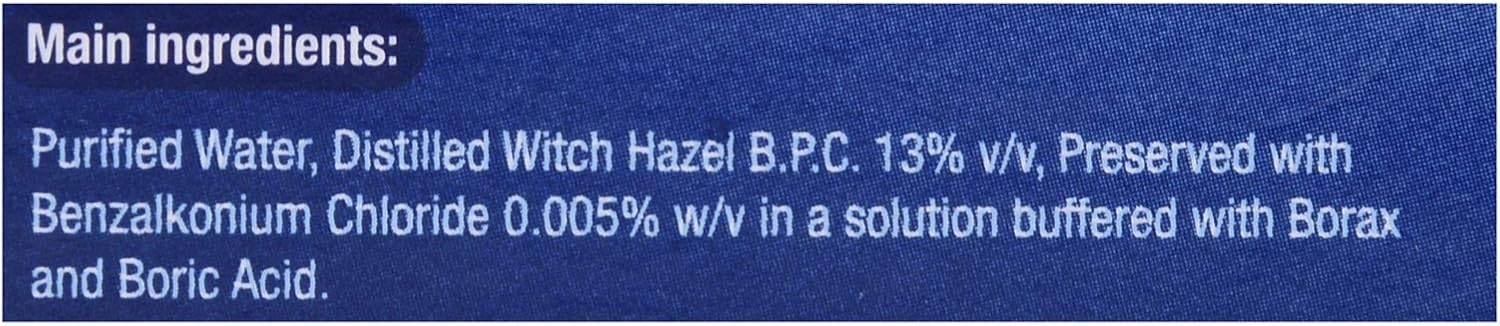 Main ingredients:
Purified Water, Distilled Witch Hazel B.P.C. 13% v/v, Preserved with
Benzalkonium Chloride 0.005% w/v in a solution buffered with Borax
and Boric Acid.